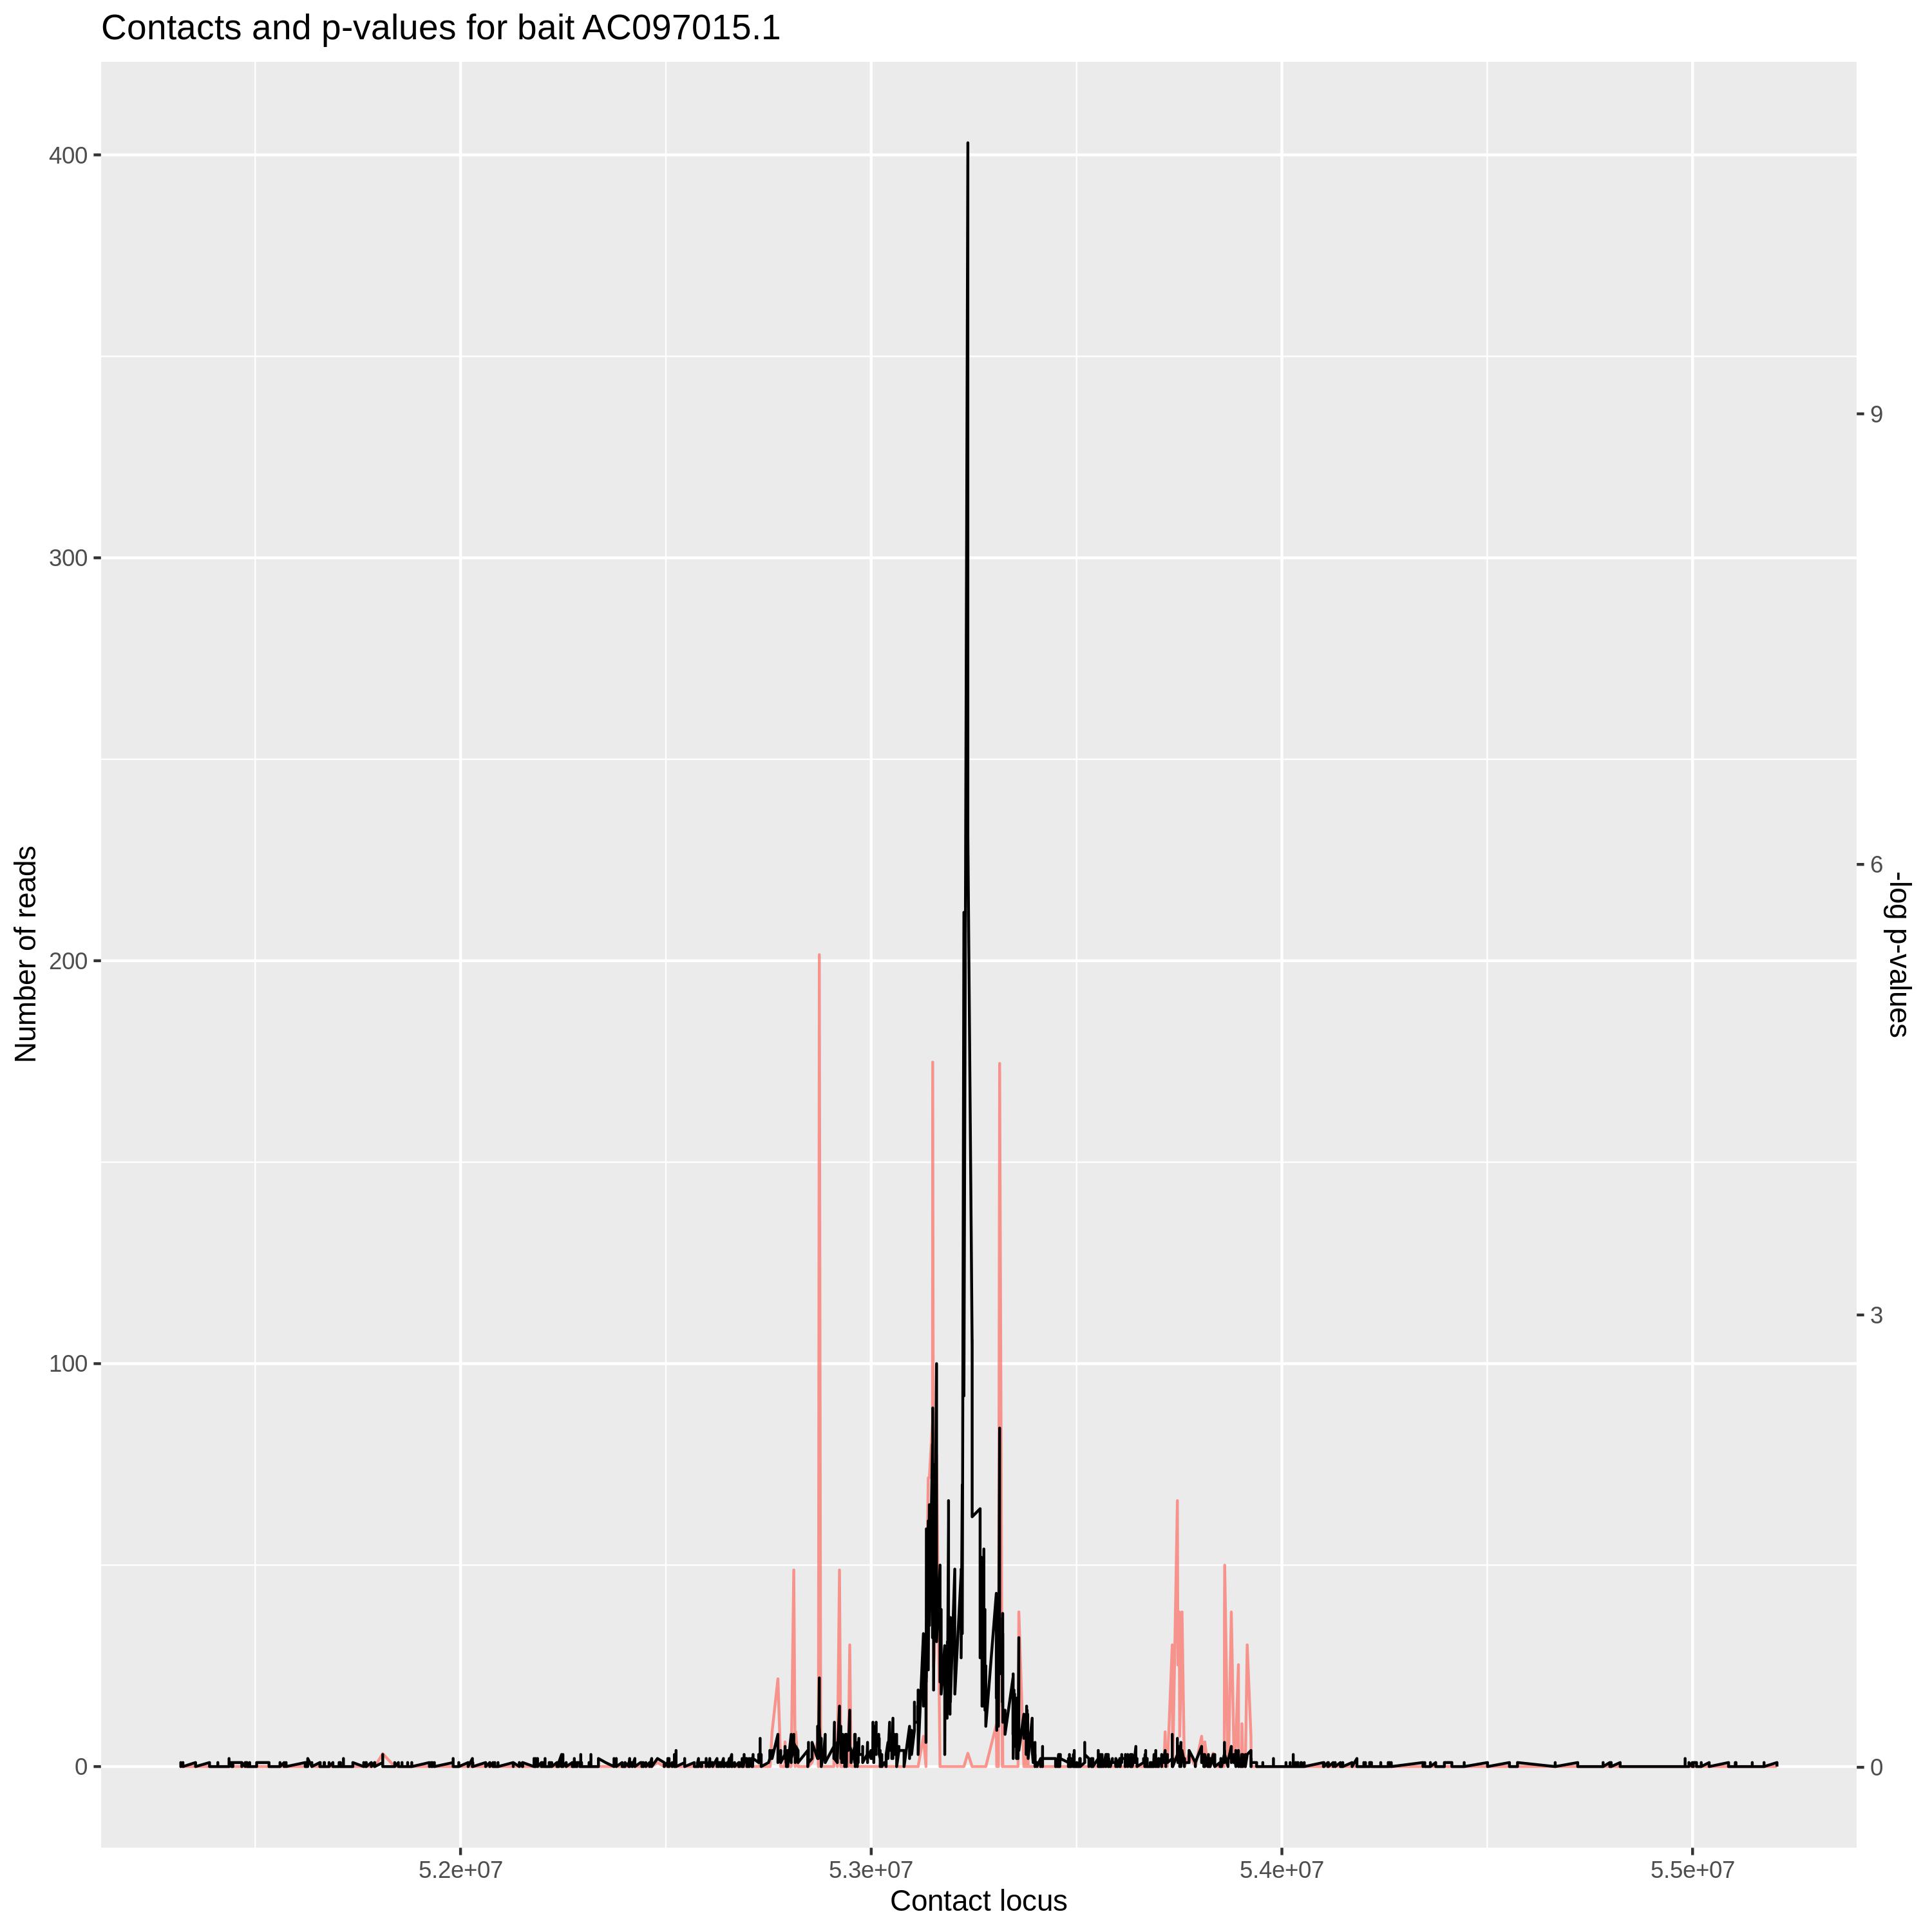 Contacts and p-values for bait AC097015.1
400
300
200
100
0
Number of reads
9
6
3
0
-log p-values
5.2e+07
5.3e+07
5.4e+07
5.5e+07
Contact locus